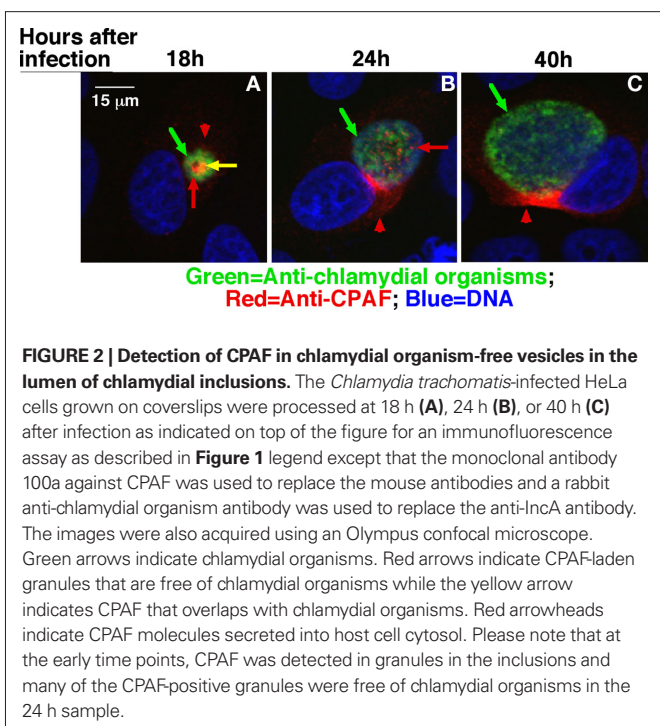 Hours after
infection 18h 24h 40h
A B C
15 µm
Green=Anti-chlamydial organisms;
Red=Anti-CPAF; Blue=DNA
FIGURE 2 | Detection of CPAF in chlamydial organism-free vesicles in the
lumen of chlamydial inclusions. The Chlamydia trachomatis-infected HeLa
cells grown on coverslips were processed at 18 h (A), 24 h (B), or 40 h (C)
after infection as indicated on top of the figure for an immunofluorescence
assay as described in Figure 1 legend except that the monoclonal antibody
100a against CPAF was used to replace the mouse antibodies and a rabbit
anti-chlamydial organism antibody was used to replace the anti-IncA antibody.
The images were also acquired using an Olympus confocal microscope.
Green arrows indicate chlamydial organisms. Red arrows indicate CPAF-laden
granules that are free of chlamydial organisms while the yellow arrow
indicates CPAF that overlaps with chlamydial organisms. Red arrowheads
indicate CPAF molecules secreted into host cell cytosol. Please note that at
the early time points, CPAF was detected in granules in the inclusions and
many of the CPAF-positive granules were free of chlamydial organisms in the
24 h sample.